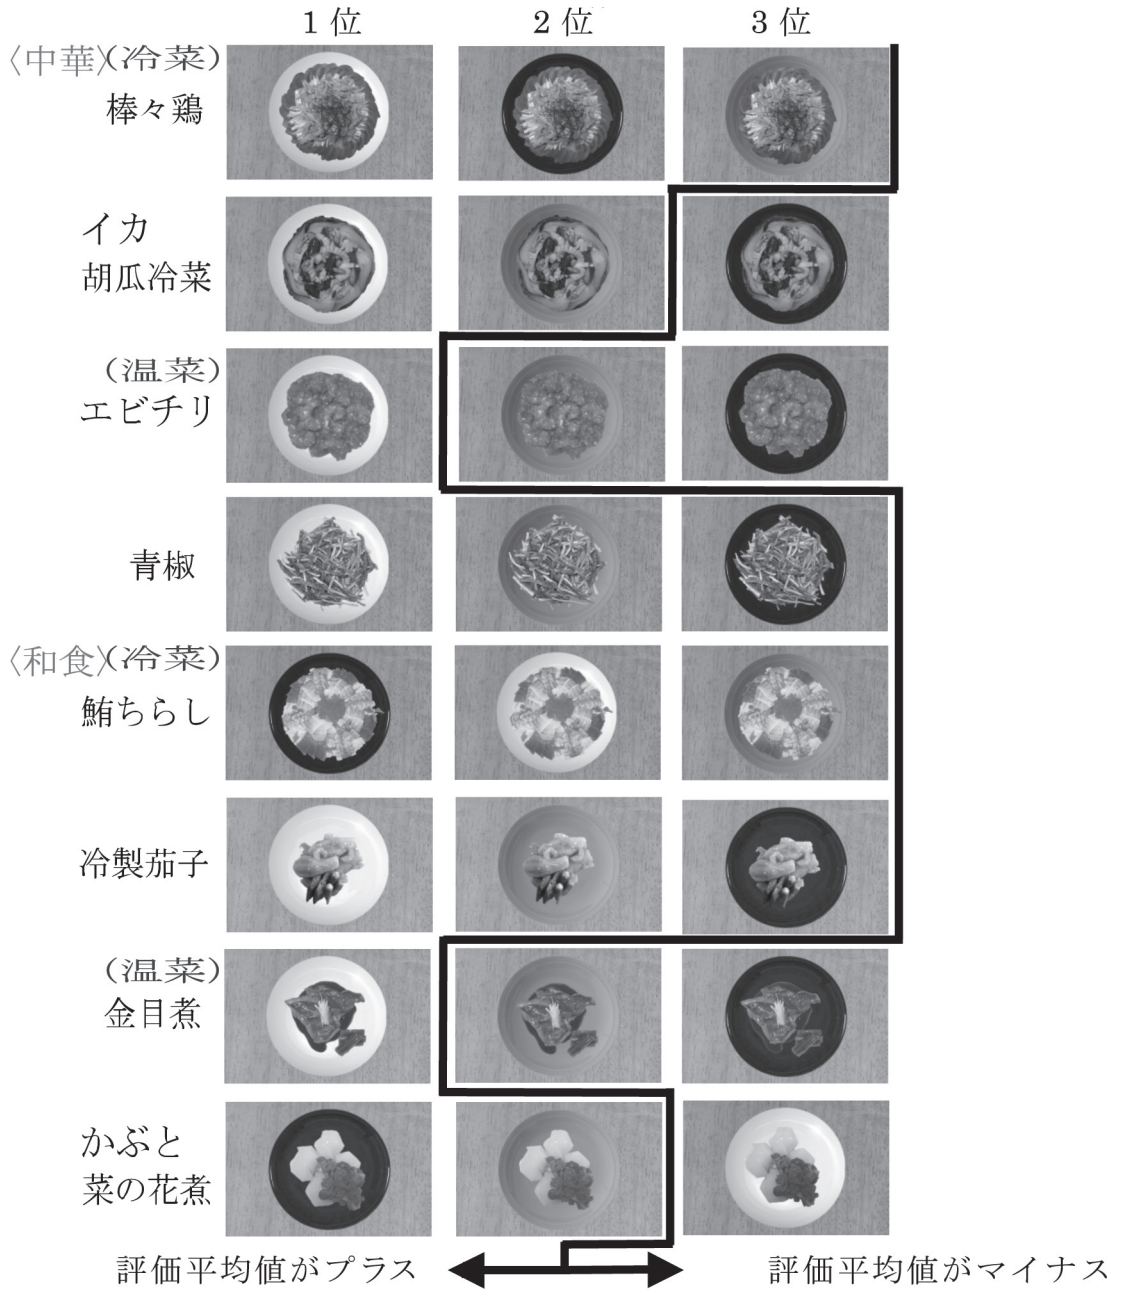 1位 2位 3位
〈中華〉(冷菜)
棒々鶏
イカ
胡瓜冷菜
(温菜)
エビチリ
青椒
〈和食〉(冷菜)
鮪ちらし
冷製茄子
(温菜)
金目煮
かぶと
菜の花煮
評価平均値がプラス 評価平均値がマイナス